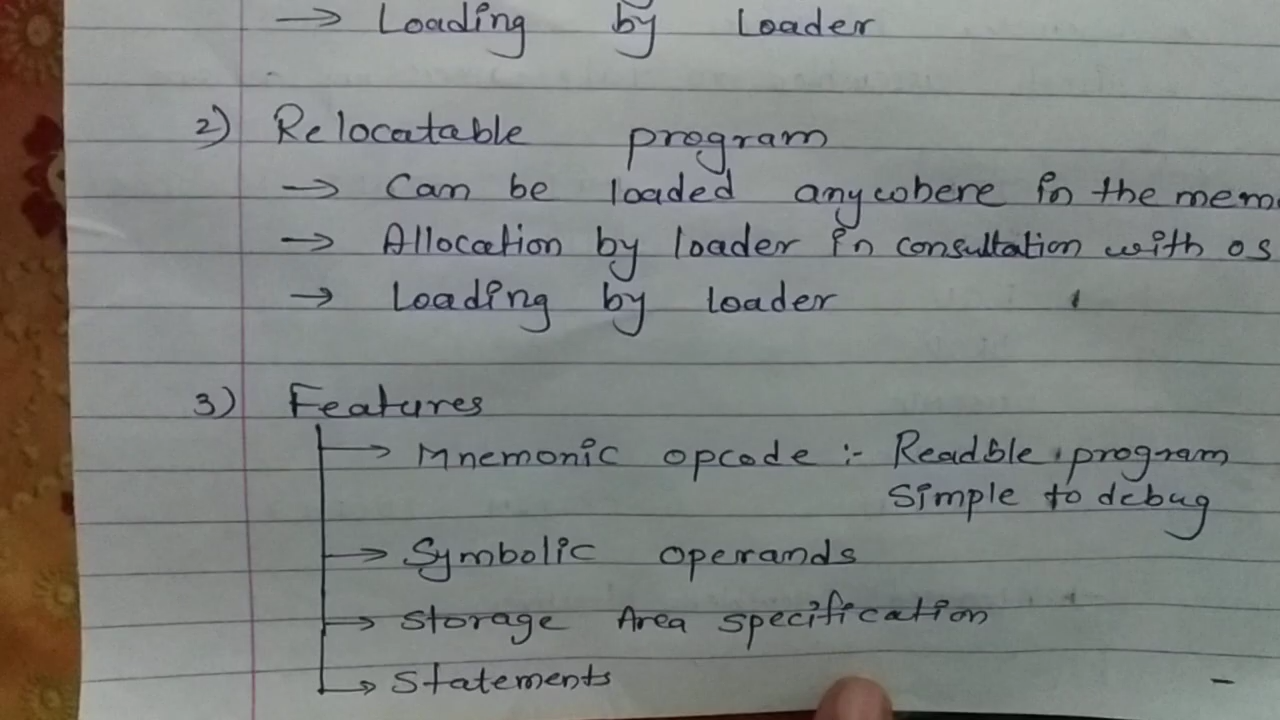 → Loading by Loader
2) Relocatable program
→ Can be loaded anywhere in the mem
→ Allocation by loader in consultation with OS
→ Loading by loader
3) Features
→ Mnemonic opcode :- Readble program
Simple to debug
→ Symbolic operands
→ Storage Area specification
→ Statements